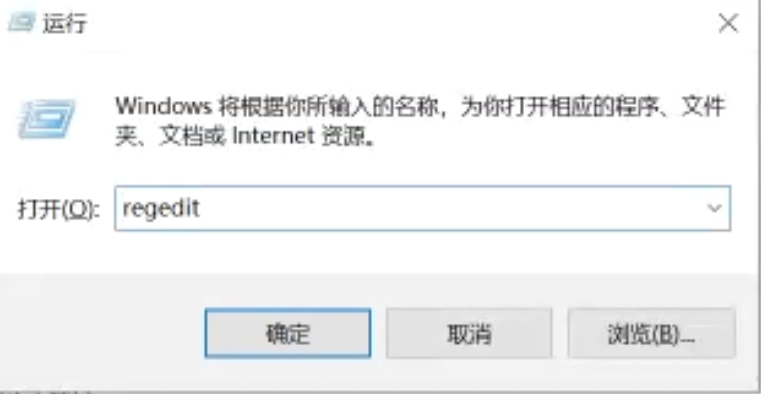 运行
Windows 将根据你所输入的名称，为你打开相应的程序、文件
夹、文档或 Internet 资源。
打开(O): regedit
确定 取消 浏览(B)...